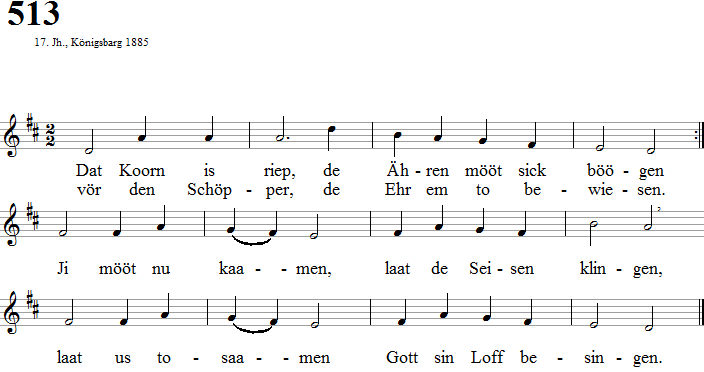 513
17. Jh., Königsbarg 1885
Dat Koorn is riep, de Äh - ren mööt sick böö - gen
vör den Schöp - per, de Ehr em to be - wie - sen.
Ji mööt nu kaa - - men, laat de Sei - sen klin - gen,
laat us to - saa - - men Gott sin Loff be - sin - gen.